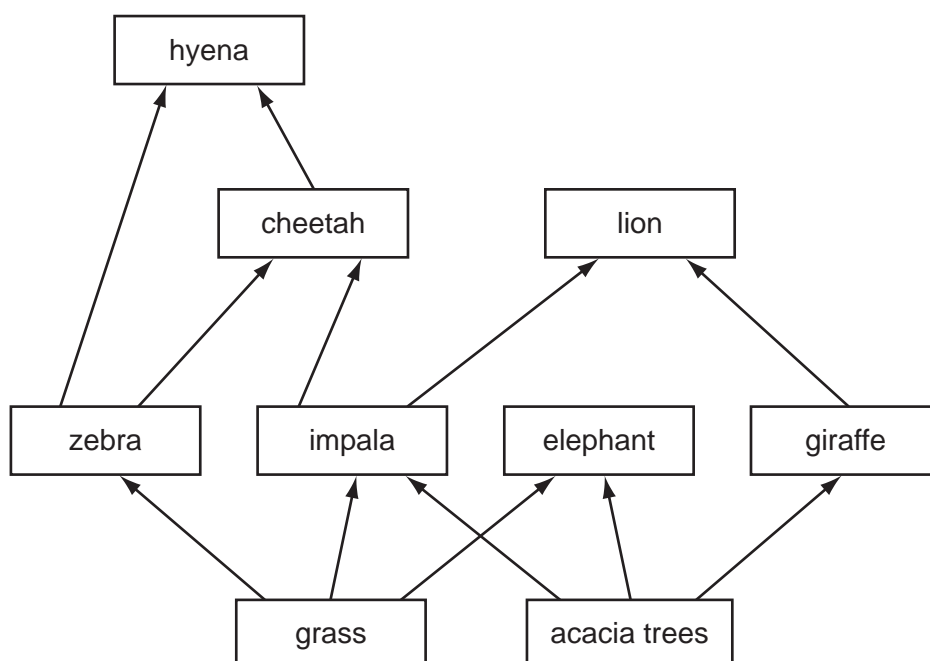 hyena
cheetah
lion
zebra
impala
elephant
giraffe
grass
acacia trees